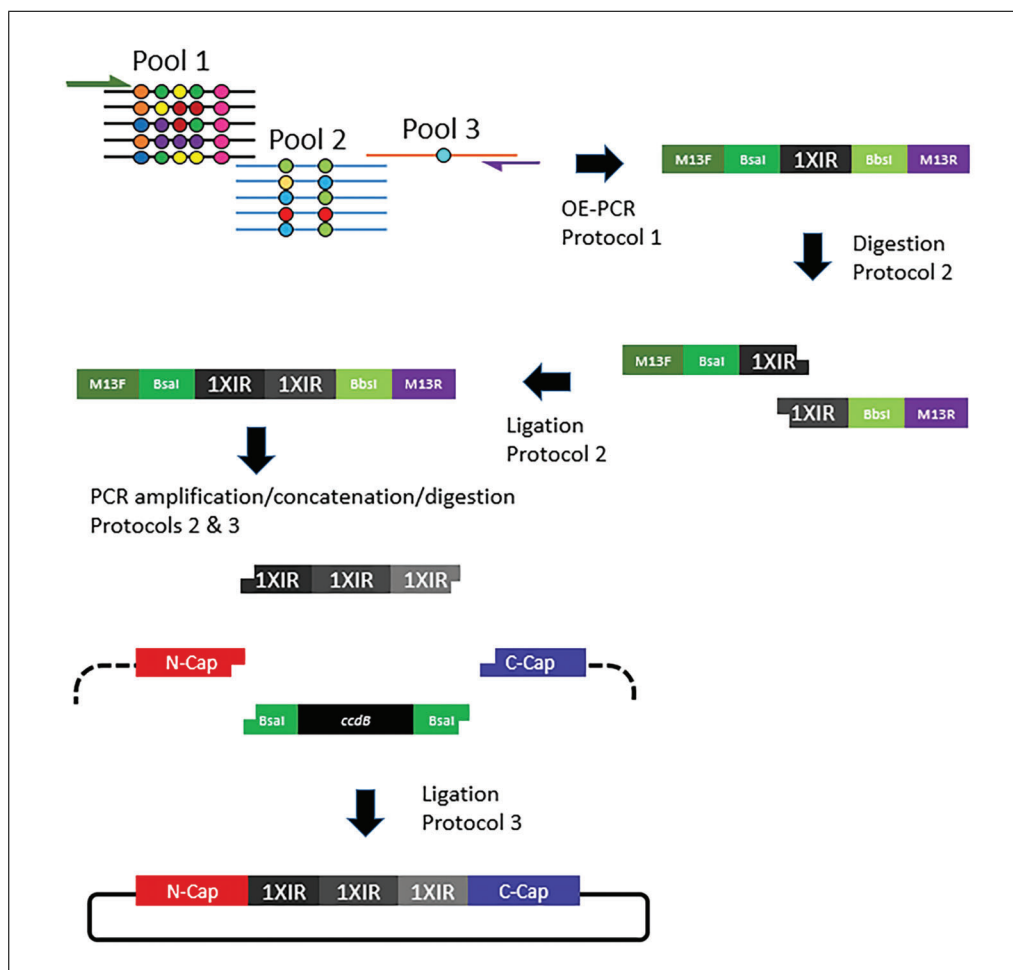 Pool 1
Pool 2
Pool 3
OE-PCR
Protocol 1
M13F BsaI 1XIR BbsI M13R
Digestion
Protocol 2
M13F BsaI 1XIR
1XIR BbsI M13R
Ligation
Protocol 2
M13F BsaI 1XIR 1XIR BbsI M13R
PCR amplification/concatenation/digestion
Protocols 2 & 3
1XIR 1XIR 1XIR
N-Cap C-Cap
BsaI ccdB BsaI
Ligation
Protocol 3
N-Cap 1XIR 1XIR 1XIR C-Cap